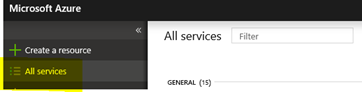 Microsoft Azure
«
All services
Filter
+ Create a resource
All services
GENERAL (15)